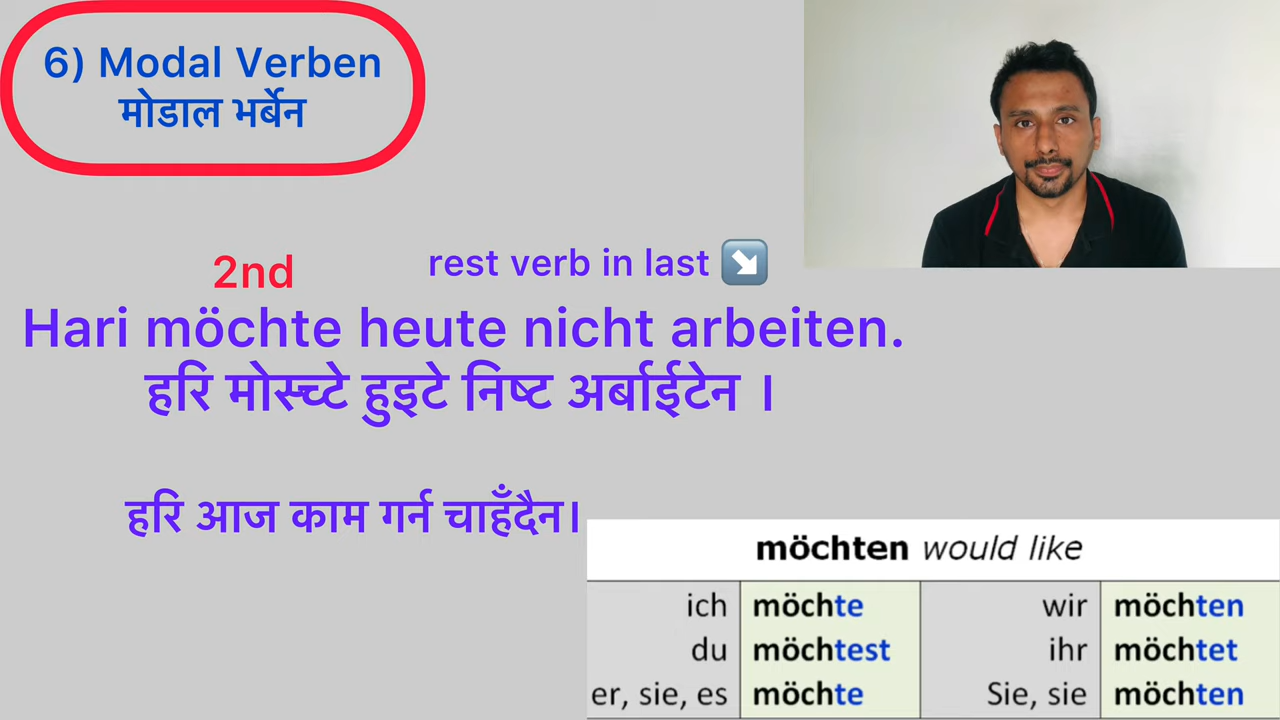 6) Modal Verben
मोडाल भर्बेन
2nd
rest verb in last
Hari möchte heute nicht arbeiten.
हरि मोस्च्टे हुइटे निष्ट अर्बाईटेन ।
हरि आज काम गर्न चाहँदैन।
möchten would like
ich möchte wir möchten
du möchtest ihr möchtet
er, sie, es möchte Sie, sie möchten